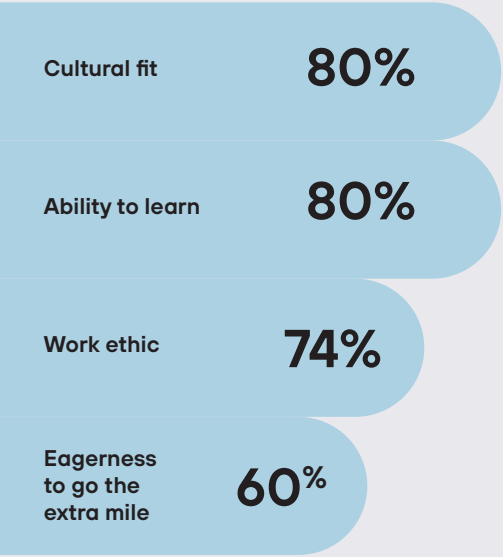 Cultural fit 80%
Ability to learn 80%
Work ethic 74%
Eagerness
to go the 60%
extra mile